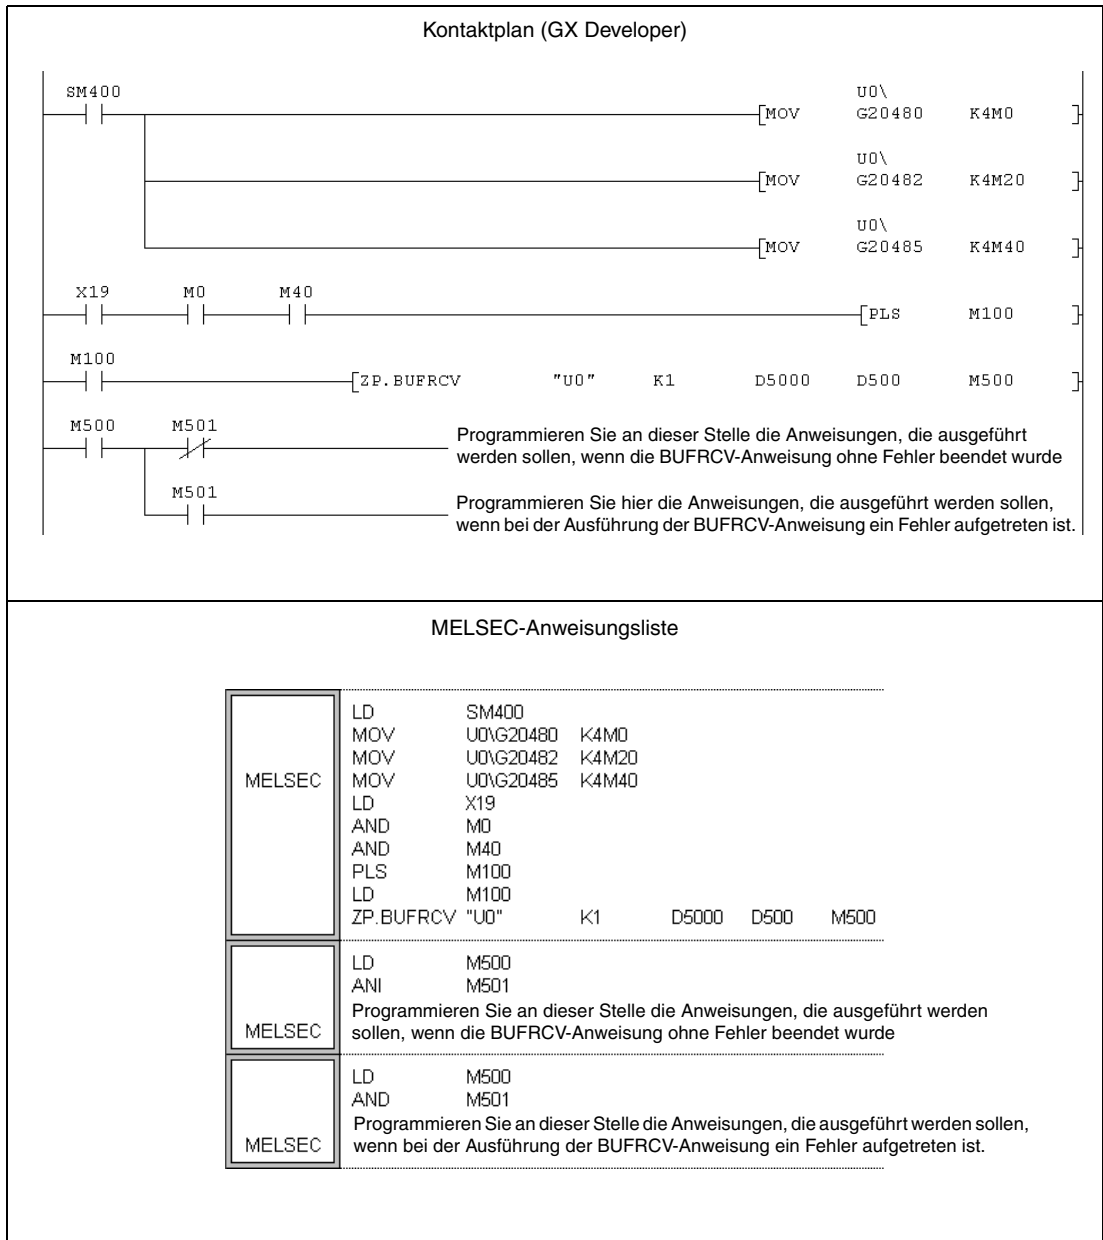 Kontaktplan (GX Developer)
SM400
U0\
[MOV G20480 K4M0 ]
U0\
[MOV G20482 K4M20 ]
U0\
[MOV G20485 K4M40 ]
X19 M0 M40
[PLS M100 ]
M100
[ZP.BUFRCV "U0" K1 D5000 D500 M500 ]
M500 M501
Programmieren Sie an dieser Stelle die Anweisungen, die ausgeführt
werden sollen, wenn die BUFRCV-Anweisung ohne Fehler beendet wurde
M501
Programmieren Sie hier die Anweisungen, die ausgeführt werden sollen,
wenn bei der Ausführung der BUFRCV-Anweisung ein Fehler aufgetreten ist.
MELSEC-Anweisungsliste
MELSEC
LD SM400
MOV U0\G20480 K4M0
MOV U0\G20482 K4M20
MOV U0\G20485 K4M40
LD X19
AND M0
AND M40
PLS M100
LD M100
ZP.BUFRCV "U0" K1 D5000 D500 M500
MELSEC
LD M500
ANI M501
Programmieren Sie an dieser Stelle die Anweisungen, die ausgeführt werden
sollen, wenn die BUFRCV-Anweisung ohne Fehler beendet wurde
MELSEC
LD M500
AND M501
Programmieren Sie an dieser Stelle die Anweisungen, die ausgeführt werden sollen,
wenn bei der Ausführung der BUFRCV-Anweisung ein Fehler aufgetreten ist.